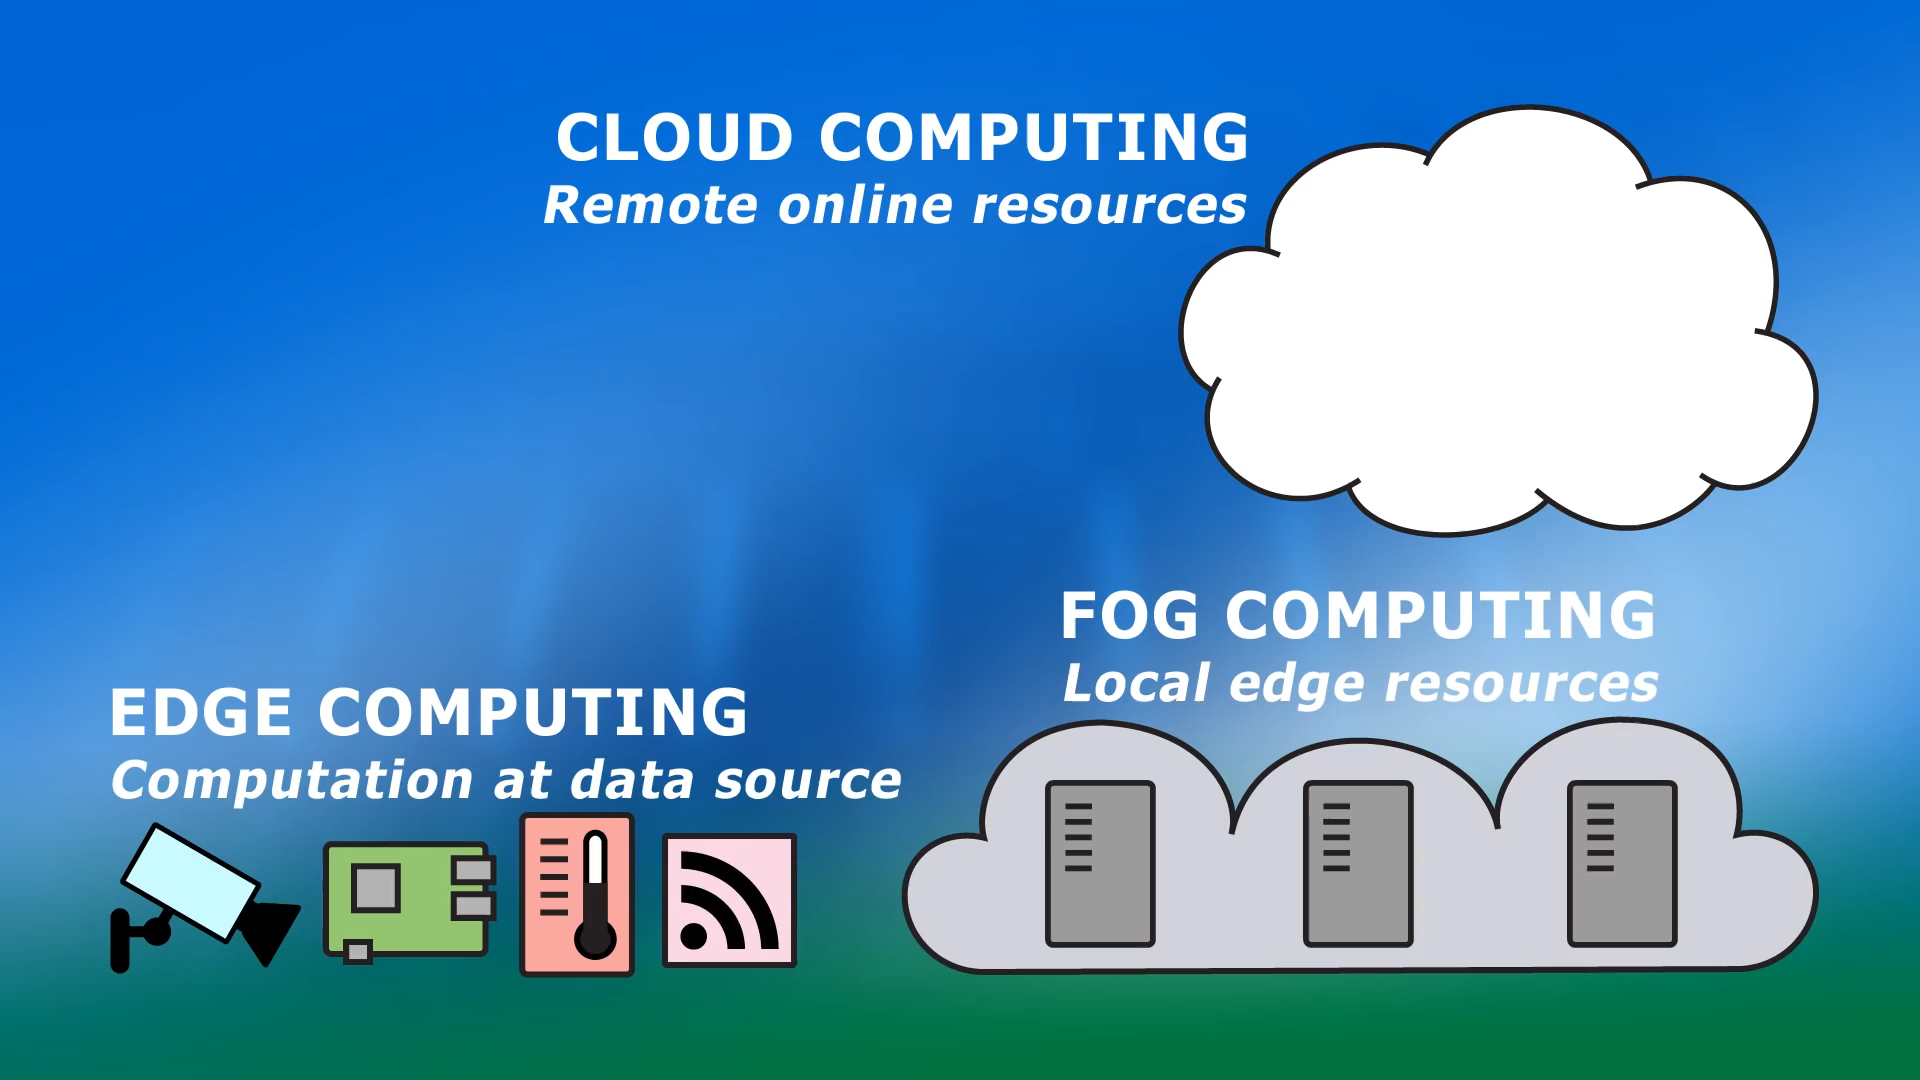 CLOUD COMPUTING
Remote online resources
FOG COMPUTING
Local edge resources
EDGE COMPUTING
Computation at data source